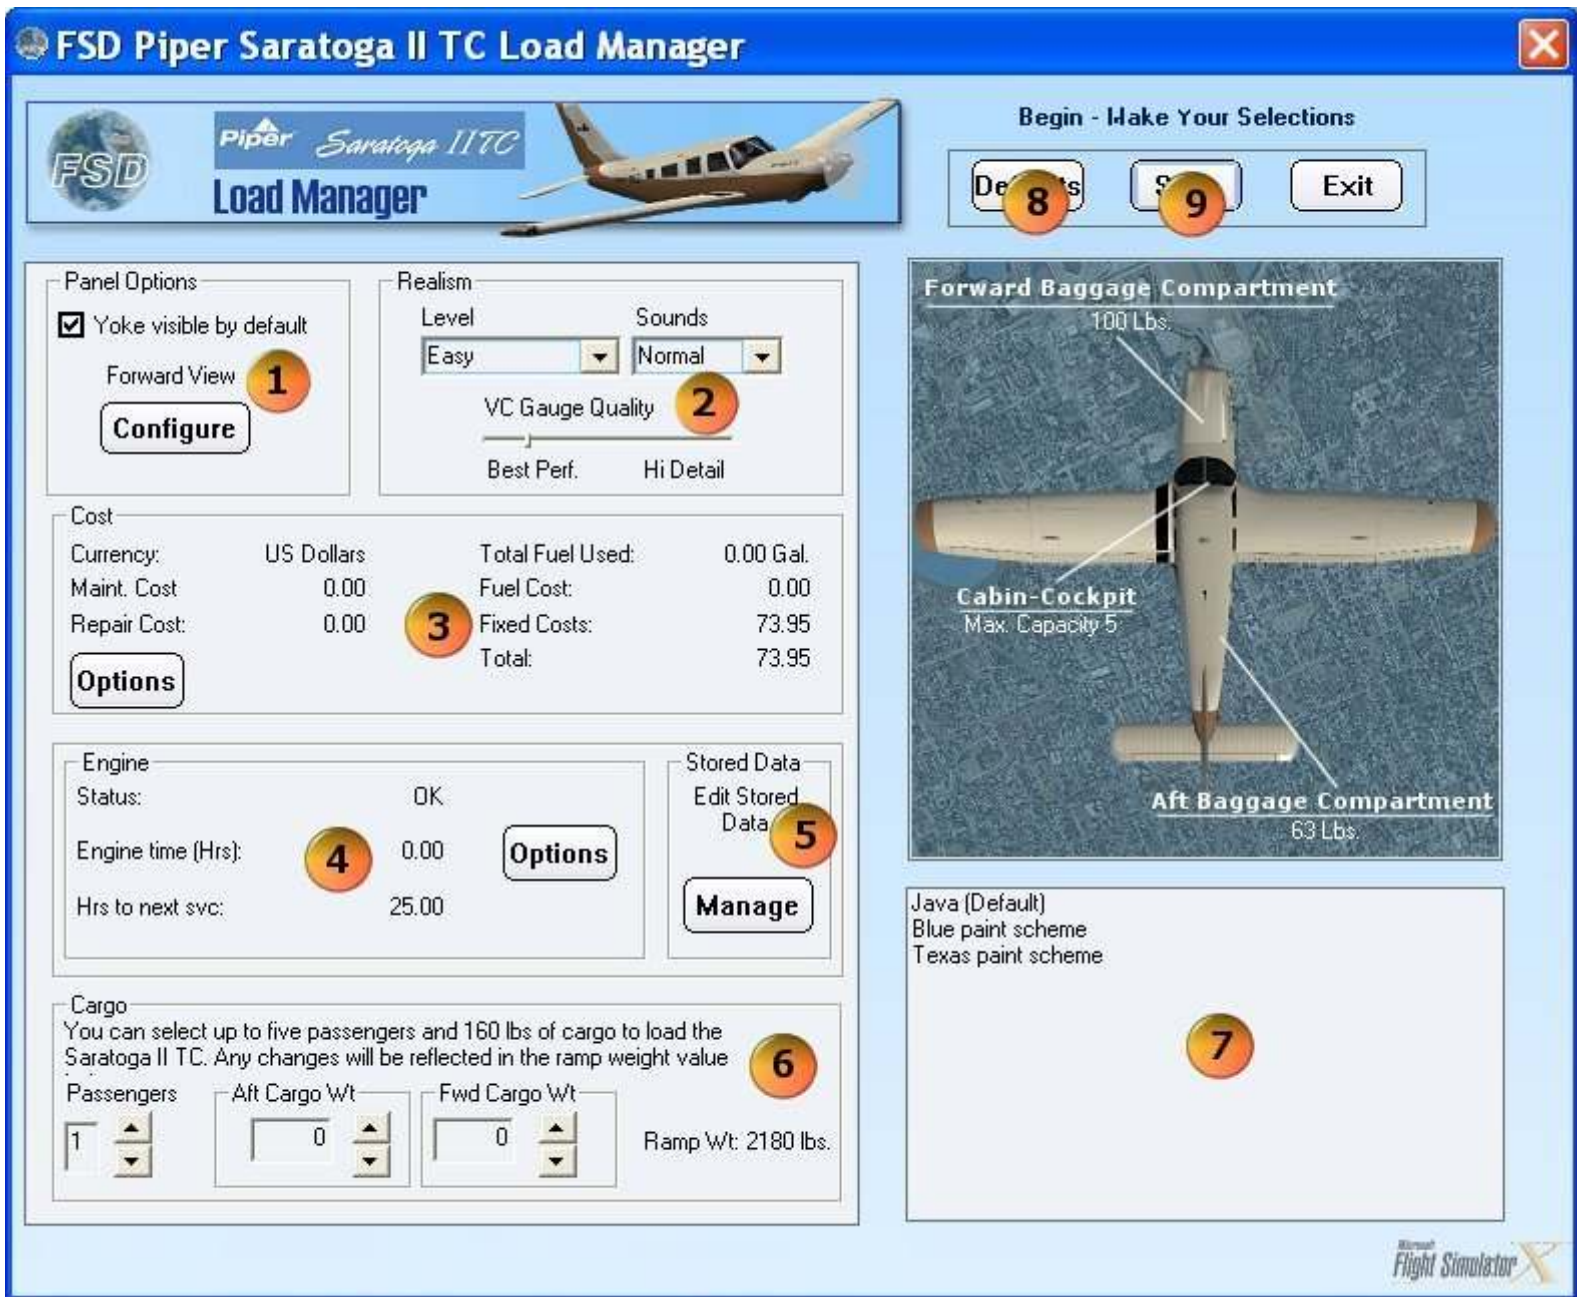 FSD Piper Saratoga II TC Load Manager
FSD
Piper Saratoga II TC
Load Manager
Begin - Make Your Selections
8
9
Exit
Panel Options
Yoke visible by default
Forward View
1
Configure
Realism
Level
Sounds
Easy
Normal
VC Gauge Quality
2
Best Perf.
Hi Detail
Cost
Currency: US Dollars
Total Fuel Used: 0.00 Gal.
Maint. Cost 0.00
Fuel Cost: 0.00
Repair Cost: 0.00
3
Fixed Costs: 73.95
Total: 73.95
Options
Engine
Status: OK
Engine time (Hrs): 0.00
4
Options
Hrs to next svc: 25.00
Stored Data
Edit Stored
Data
5
Manage
Cargo
You can select up to five passengers and 160 lbs of cargo to load the
Saratoga II TC. Any changes will be reflected in the ramp weight value
6
Passengers
Aft Cargo Wt
Fwd Cargo Wt
1
0
0
Ramp Wt: 2180 lbs.
Forward Baggage Compartment
100 Lbs.
Cabin-Cockpit
Max. Capacity 5
Aft Baggage Compartment
63 Lbs.
Java (Default)
Blue paint scheme
Texas paint scheme
7
Microsoft
Flight Simulator X